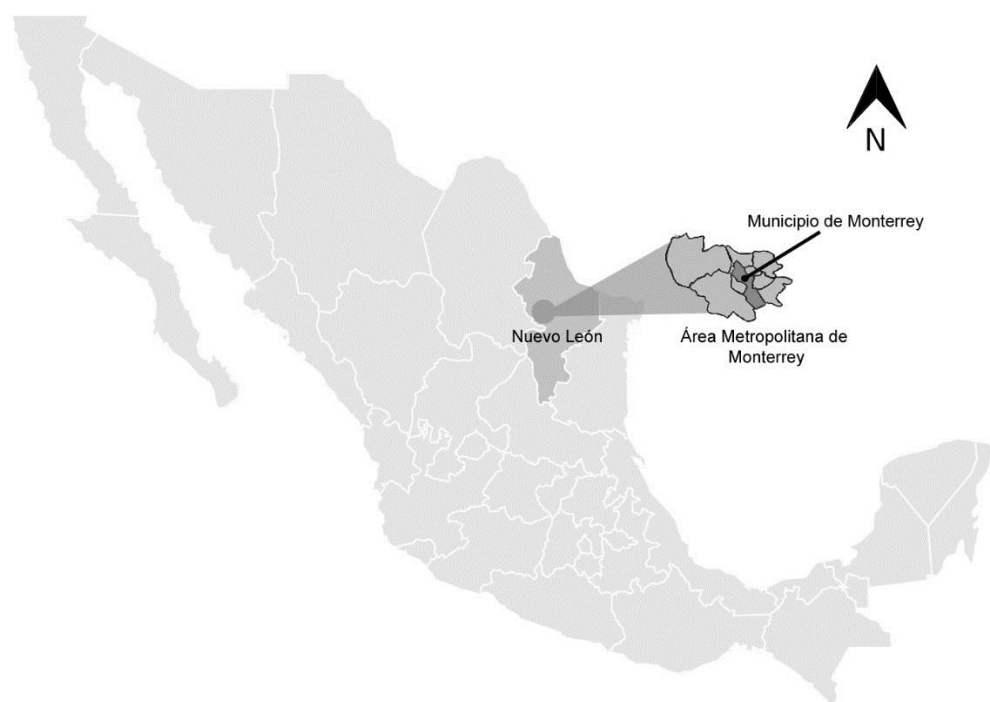 N
Municipio de Monterrey
Nuevo León
Área Metropolitana de
Monterrey